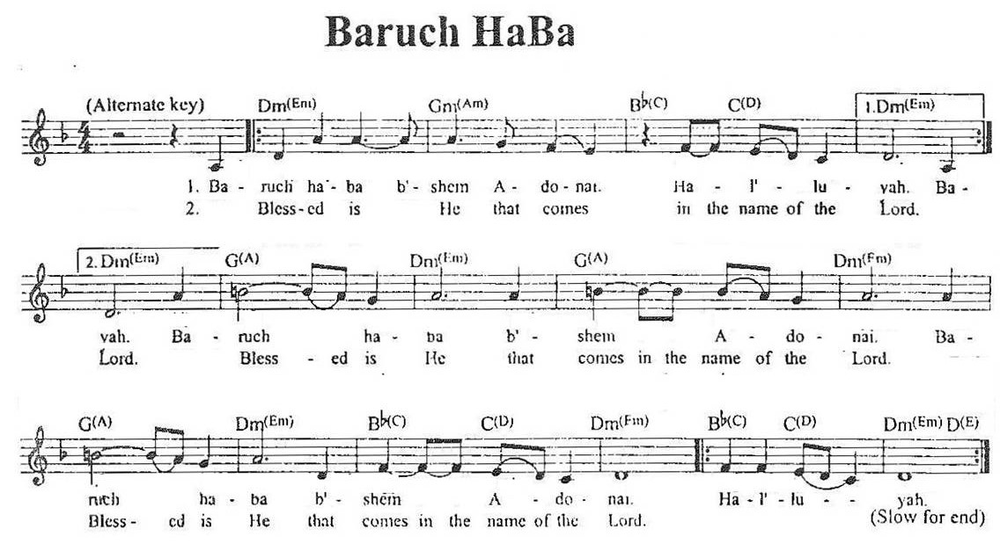 Baruch HaBa
(Alternate key) Dm(Em) Gm(Am) B♭(C) C(D) 1.Dm(Em)
1. Ba - ruch ha - ba b' - shem A - do - nai. Ha - l' - lu - yah. Ba -
2. Bless - ed is He that comes in the name of the Lord.
2. Dm(Em) G(A) Dm(Em) G(A) Dm(Em)
yah. Ba - ruch ha - ba b' - shem A - do - nai. Ba -
Lord. Bless - ed is He that comes in the name of the Lord.
G(A) Dm(Em) B♭(C) C(D) Dm(Em) B♭(C) C(D) Dm(Em) D(E)
ruch ha - ba b' - shem A - do - nai. Ha - l' - lu - - yah.
Bless - ed is He that comes in the name of the Lord. (Slow for end)